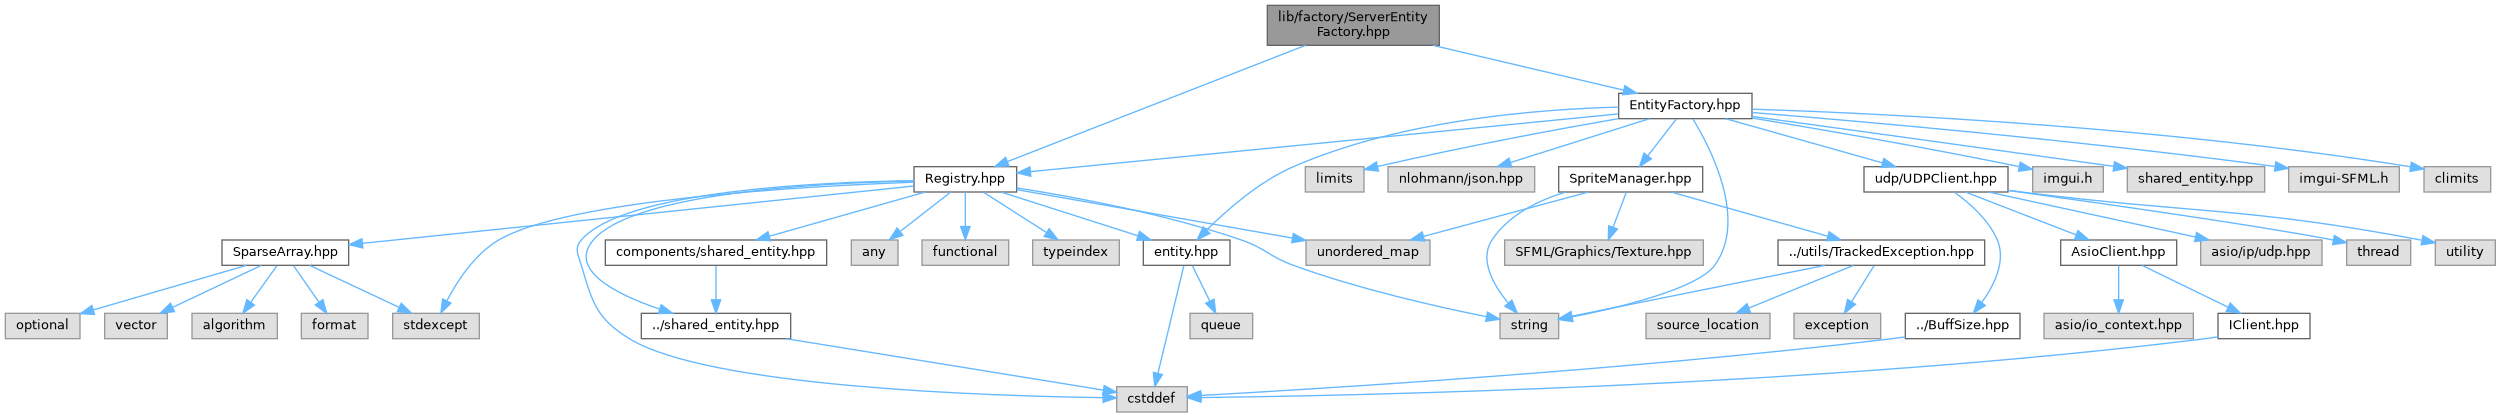 lib/factory/ServerEntity
Factory.hpp
EntityFactory.hpp
Registry.hpp
limits
nlohmann/json.hpp
SpriteManager.hpp
udp/UDPClient.hpp
imgui.h
shared_entity.hpp
imgui-SFML.h
climits
SparseArray.hpp
components/shared_entity.hpp
any
functional
typeindex
entity.hpp
unordered_map
SFML/Graphics/Texture.hpp
../utils/TrackedException.hpp
AsioClient.hpp
asio/ip/udp.hpp
thread
utility
optional
vector
algorithm
format
stdexcept
../shared_entity.hpp
queue
string
source_location
exception
../BuffSize.hpp
asio/io_context.hpp
IClient.hpp
cstddef